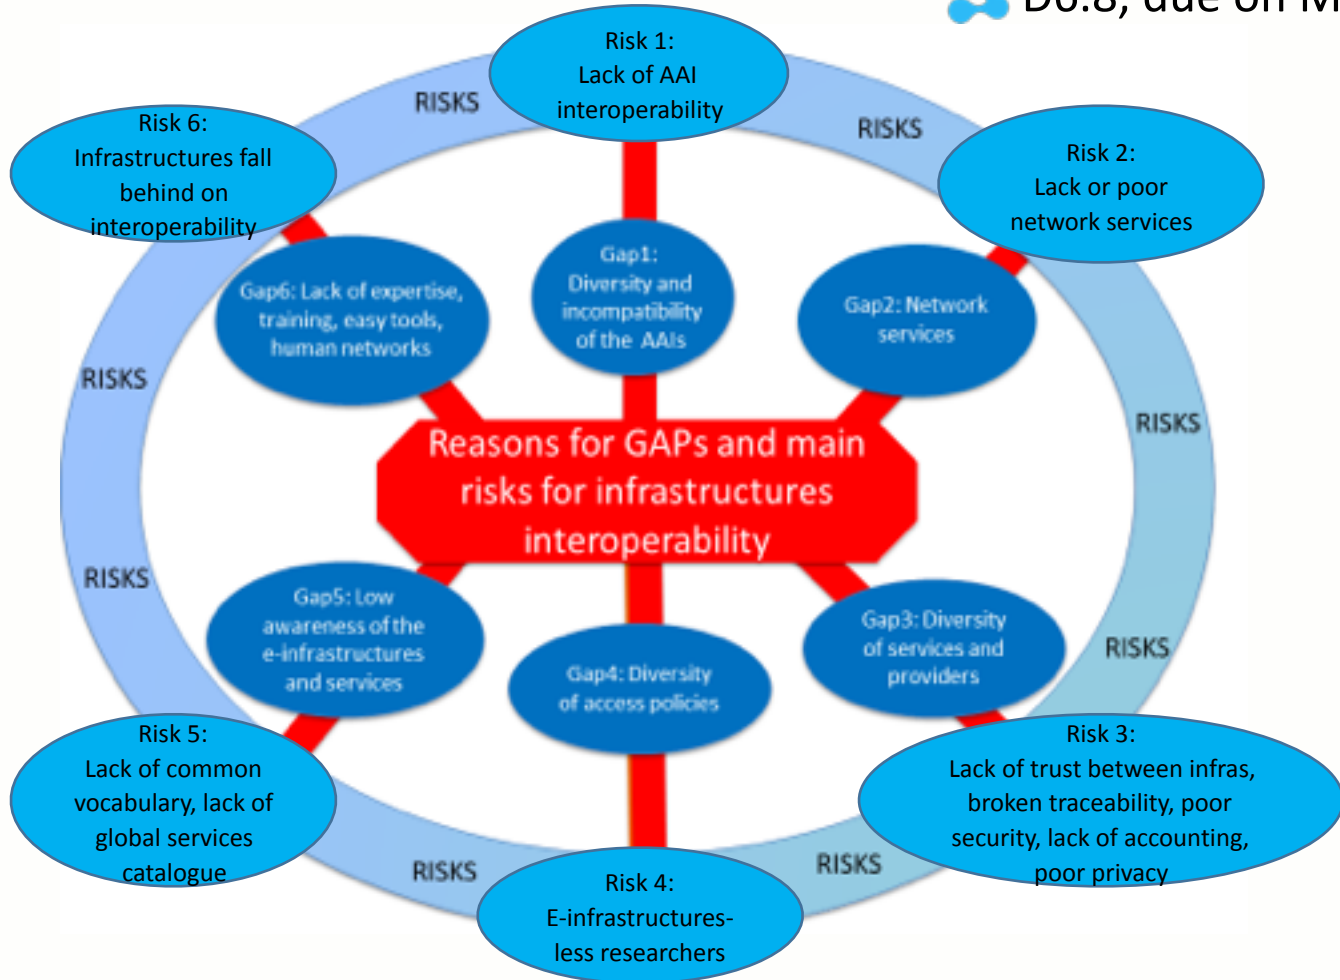 D6.8, due on M
Risk 1:
Lack of AAI
interoperability
RISKS
RISKS
Risk 6:
Infrastructures fall
behind on
interoperability
Risk 2:
Lack or poor
network services
Gap1:
Diversity and
incompatibility
of the AAIs
Gap6: Lack of expertise,
training, easy tools,
human networks
Gap2: Network
services
RISKS
RISKS
Reasons for GAPs and main
risks for infrastructures
interoperability
RISKS
RISKS
Gap5: Low
awareness of the
e-infrastructures
and services
Gap4: Diversity
of access policies
Gap3: Diversity
of services and
providers
Risk 5:
Lack of common
vocabulary, lack of
global services
catalogue
Risk 3:
Lack of trust between infras,
broken traceability, poor
security, lack of accounting,
poor privacy
RISKS
RISKS
Risk 4:
E-infrastructures-
less researchers